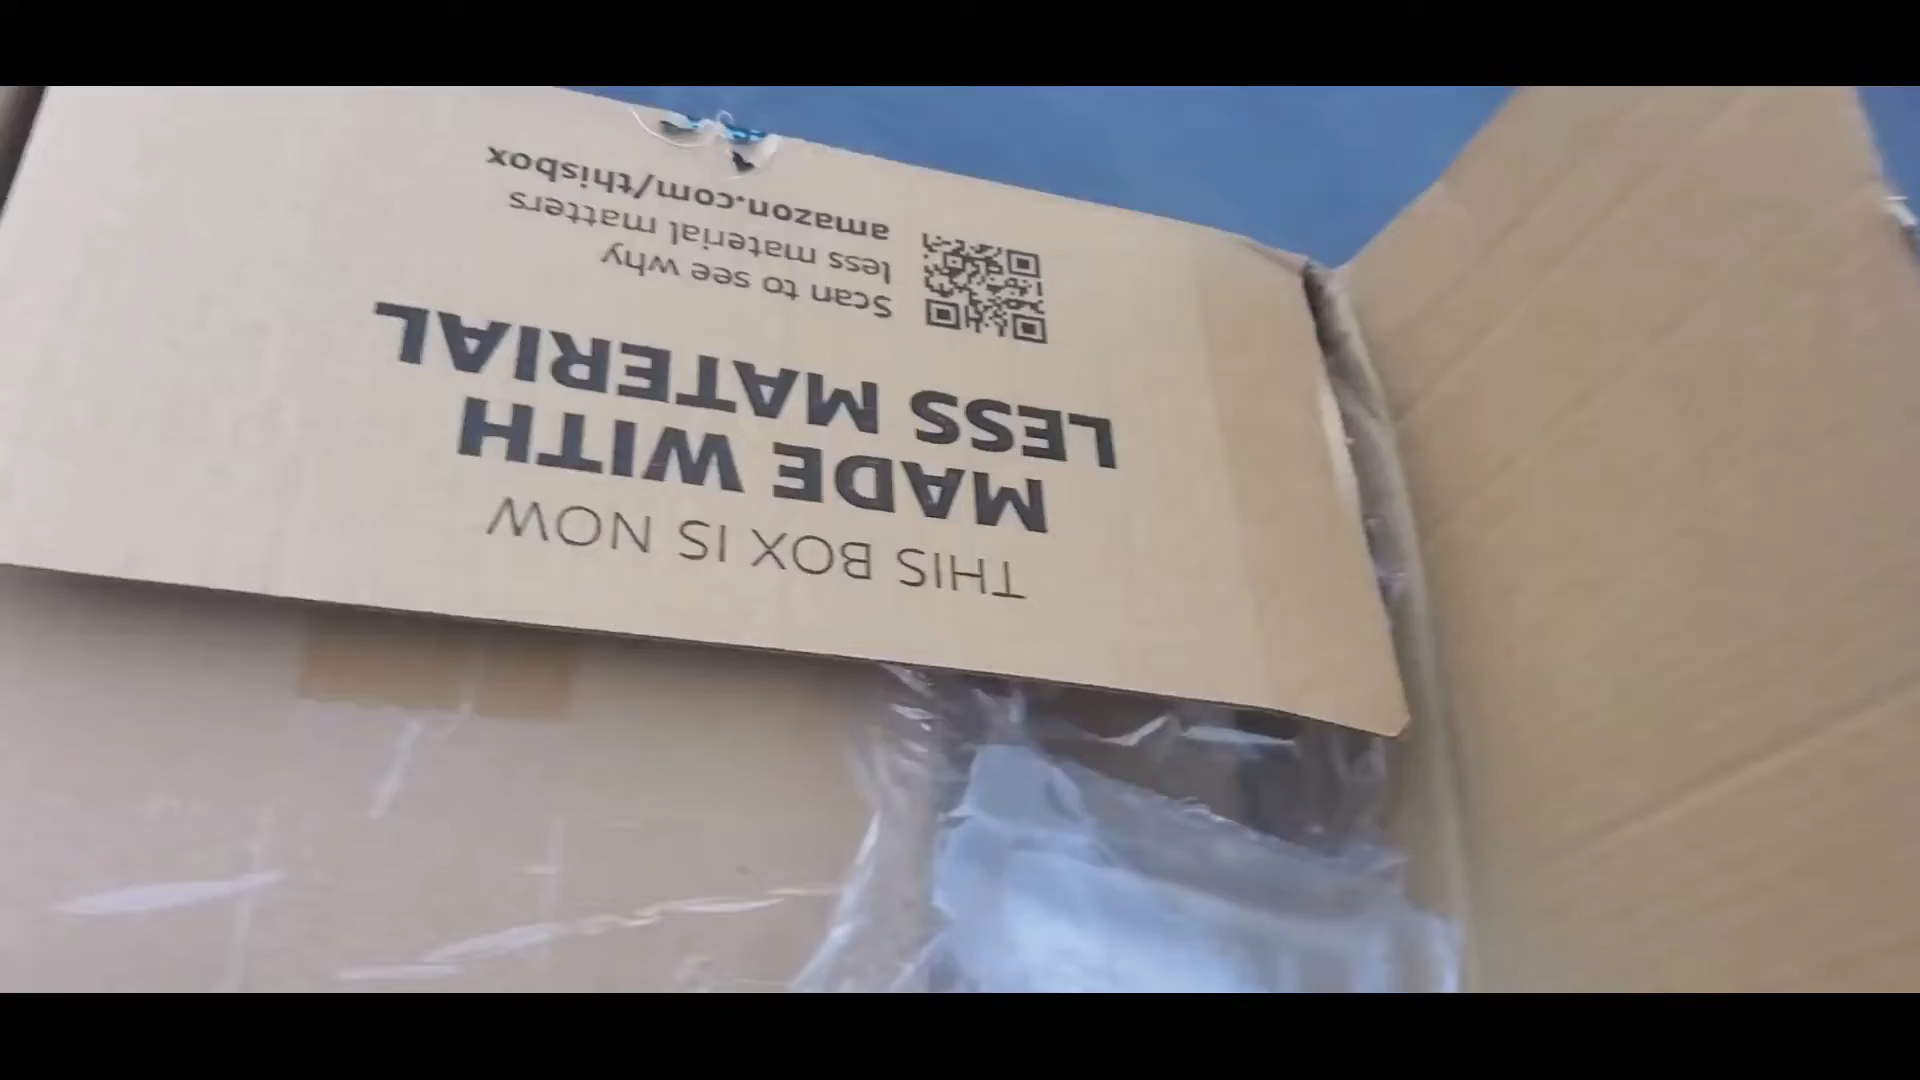 THIS BOX IS NOW
MADE WITH
LESS MATERIAL
Scan to see why
less material matters
amazon.com/thisbox